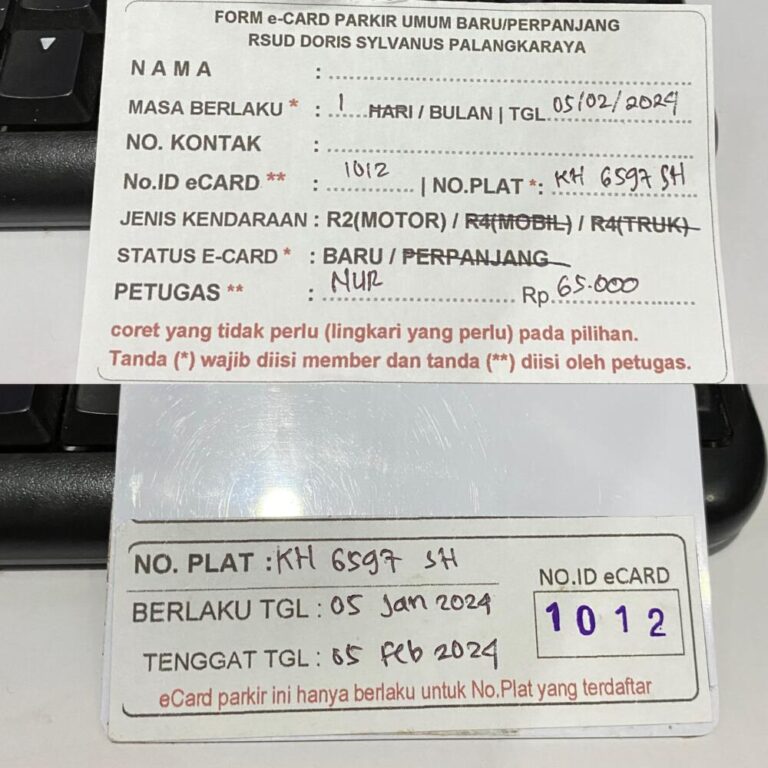 FORM e-CARD PARKIR UMUM BARU/PERPANJANG
RSUD DORIS SYLVANUS PALANGKARAYA
N A M A :
MASA BERLAKU * : 1 HARI / BULAN | TGL 05/02/2024
NO. KONTAK :
No.ID eCARD ** : 1012 | NO.PLAT *: KH 6597 SH
JENIS KENDARAAN : R2(MOTOR) / R4(MOBIL) / R4(TRUK)
STATUS E-CARD * : BARU / PERPANJANG
PETUGAS ** : NUR Rp. 65.000
coret yang tidak perlu (lingkari yang perlu) pada pilihan.
Tanda (*) wajib diisi member dan tanda (**) diisi oleh petugas.
NO. PLAT : KH 6597 SH
BERLAKU TGL : 05 Jan 2024
TENGGAT TGL : 05 Feb 2024
NO.ID eCARD
1012
eCard parkir ini hanya berlaku untuk No.Plat yang terdaftar